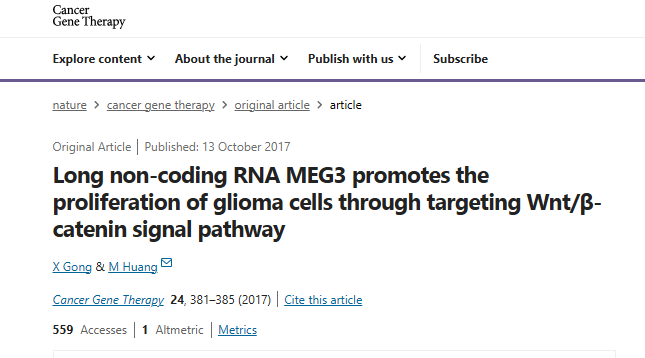 Cancer
Gene Therapy
Explore content About the journal Publish with us Subscribe
nature > cancer gene therapy > original article > article
Original Article | Published: 13 October 2017
Long non-coding RNA MEG3 promotes the
proliferation of glioma cells through targeting Wnt/β-
catenin signal pathway
X Gong & M Huang
Cancer Gene Therapy 24, 381–385 (2017) | Cite this article
559 Accesses | 1 Altmetric | Metrics